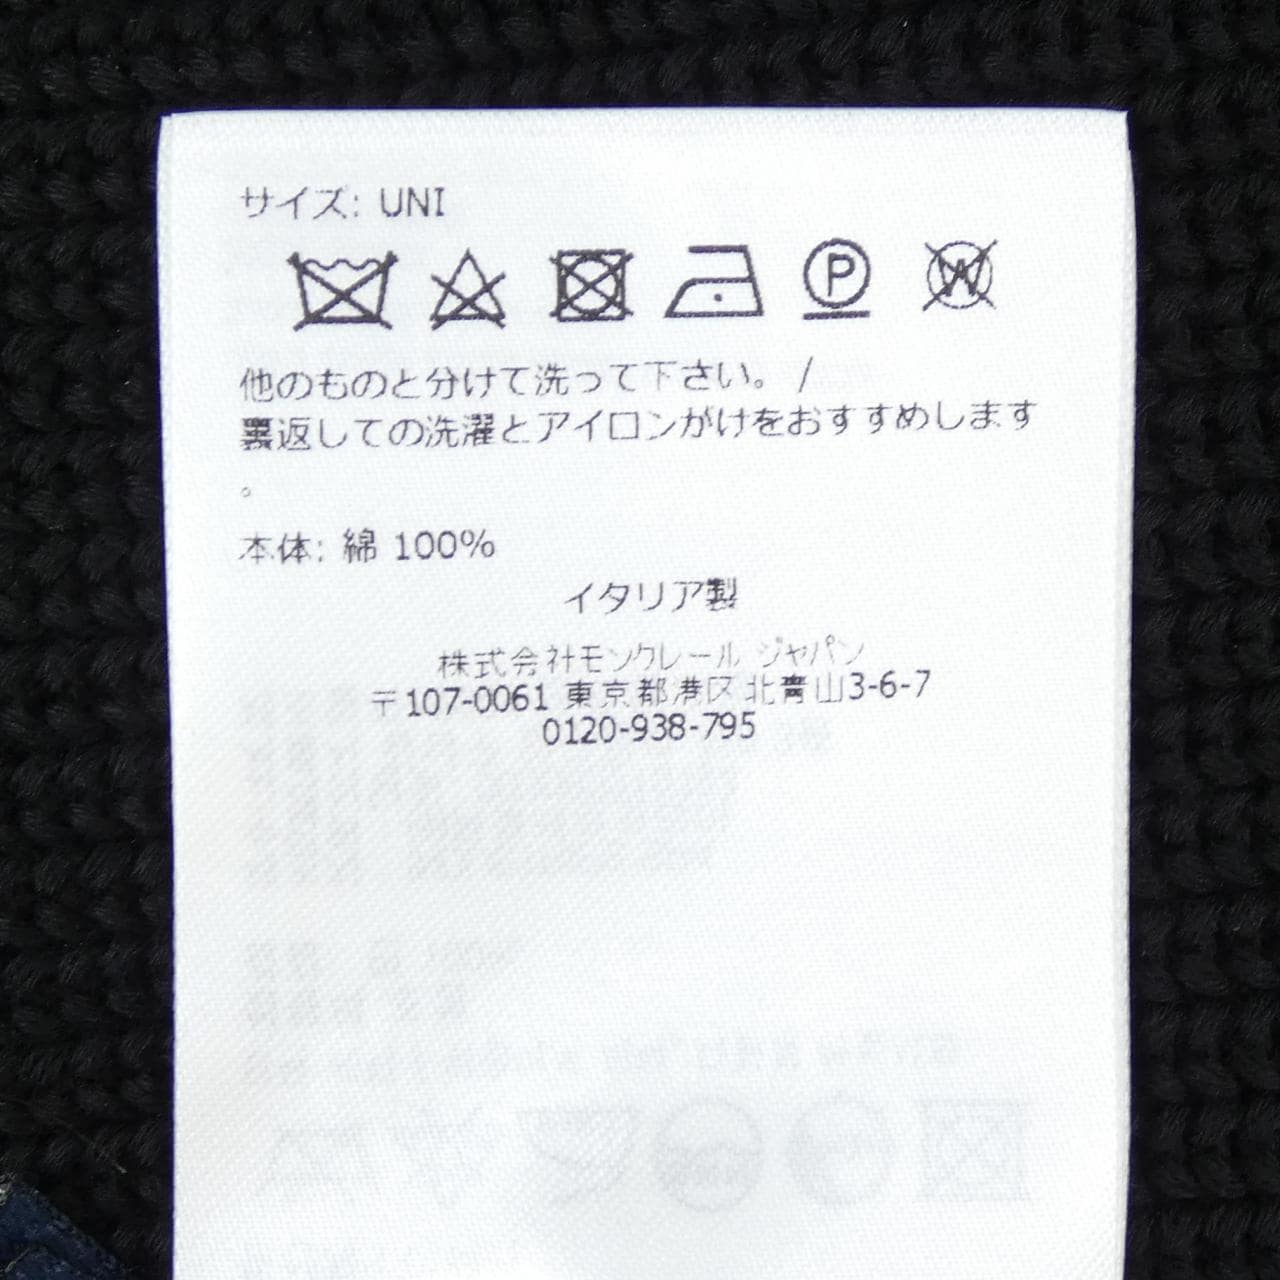 サイズ: UNI
P W
他のものと分けて洗って下さい。 /
裏返しての洗濯とアイロンがけをおすすめします
。
本体: 綿 100%
イタリア製
株式会社モンクレール ジャパン
〒107-0061 東京都港区北青山3-6-7
0120-938-795